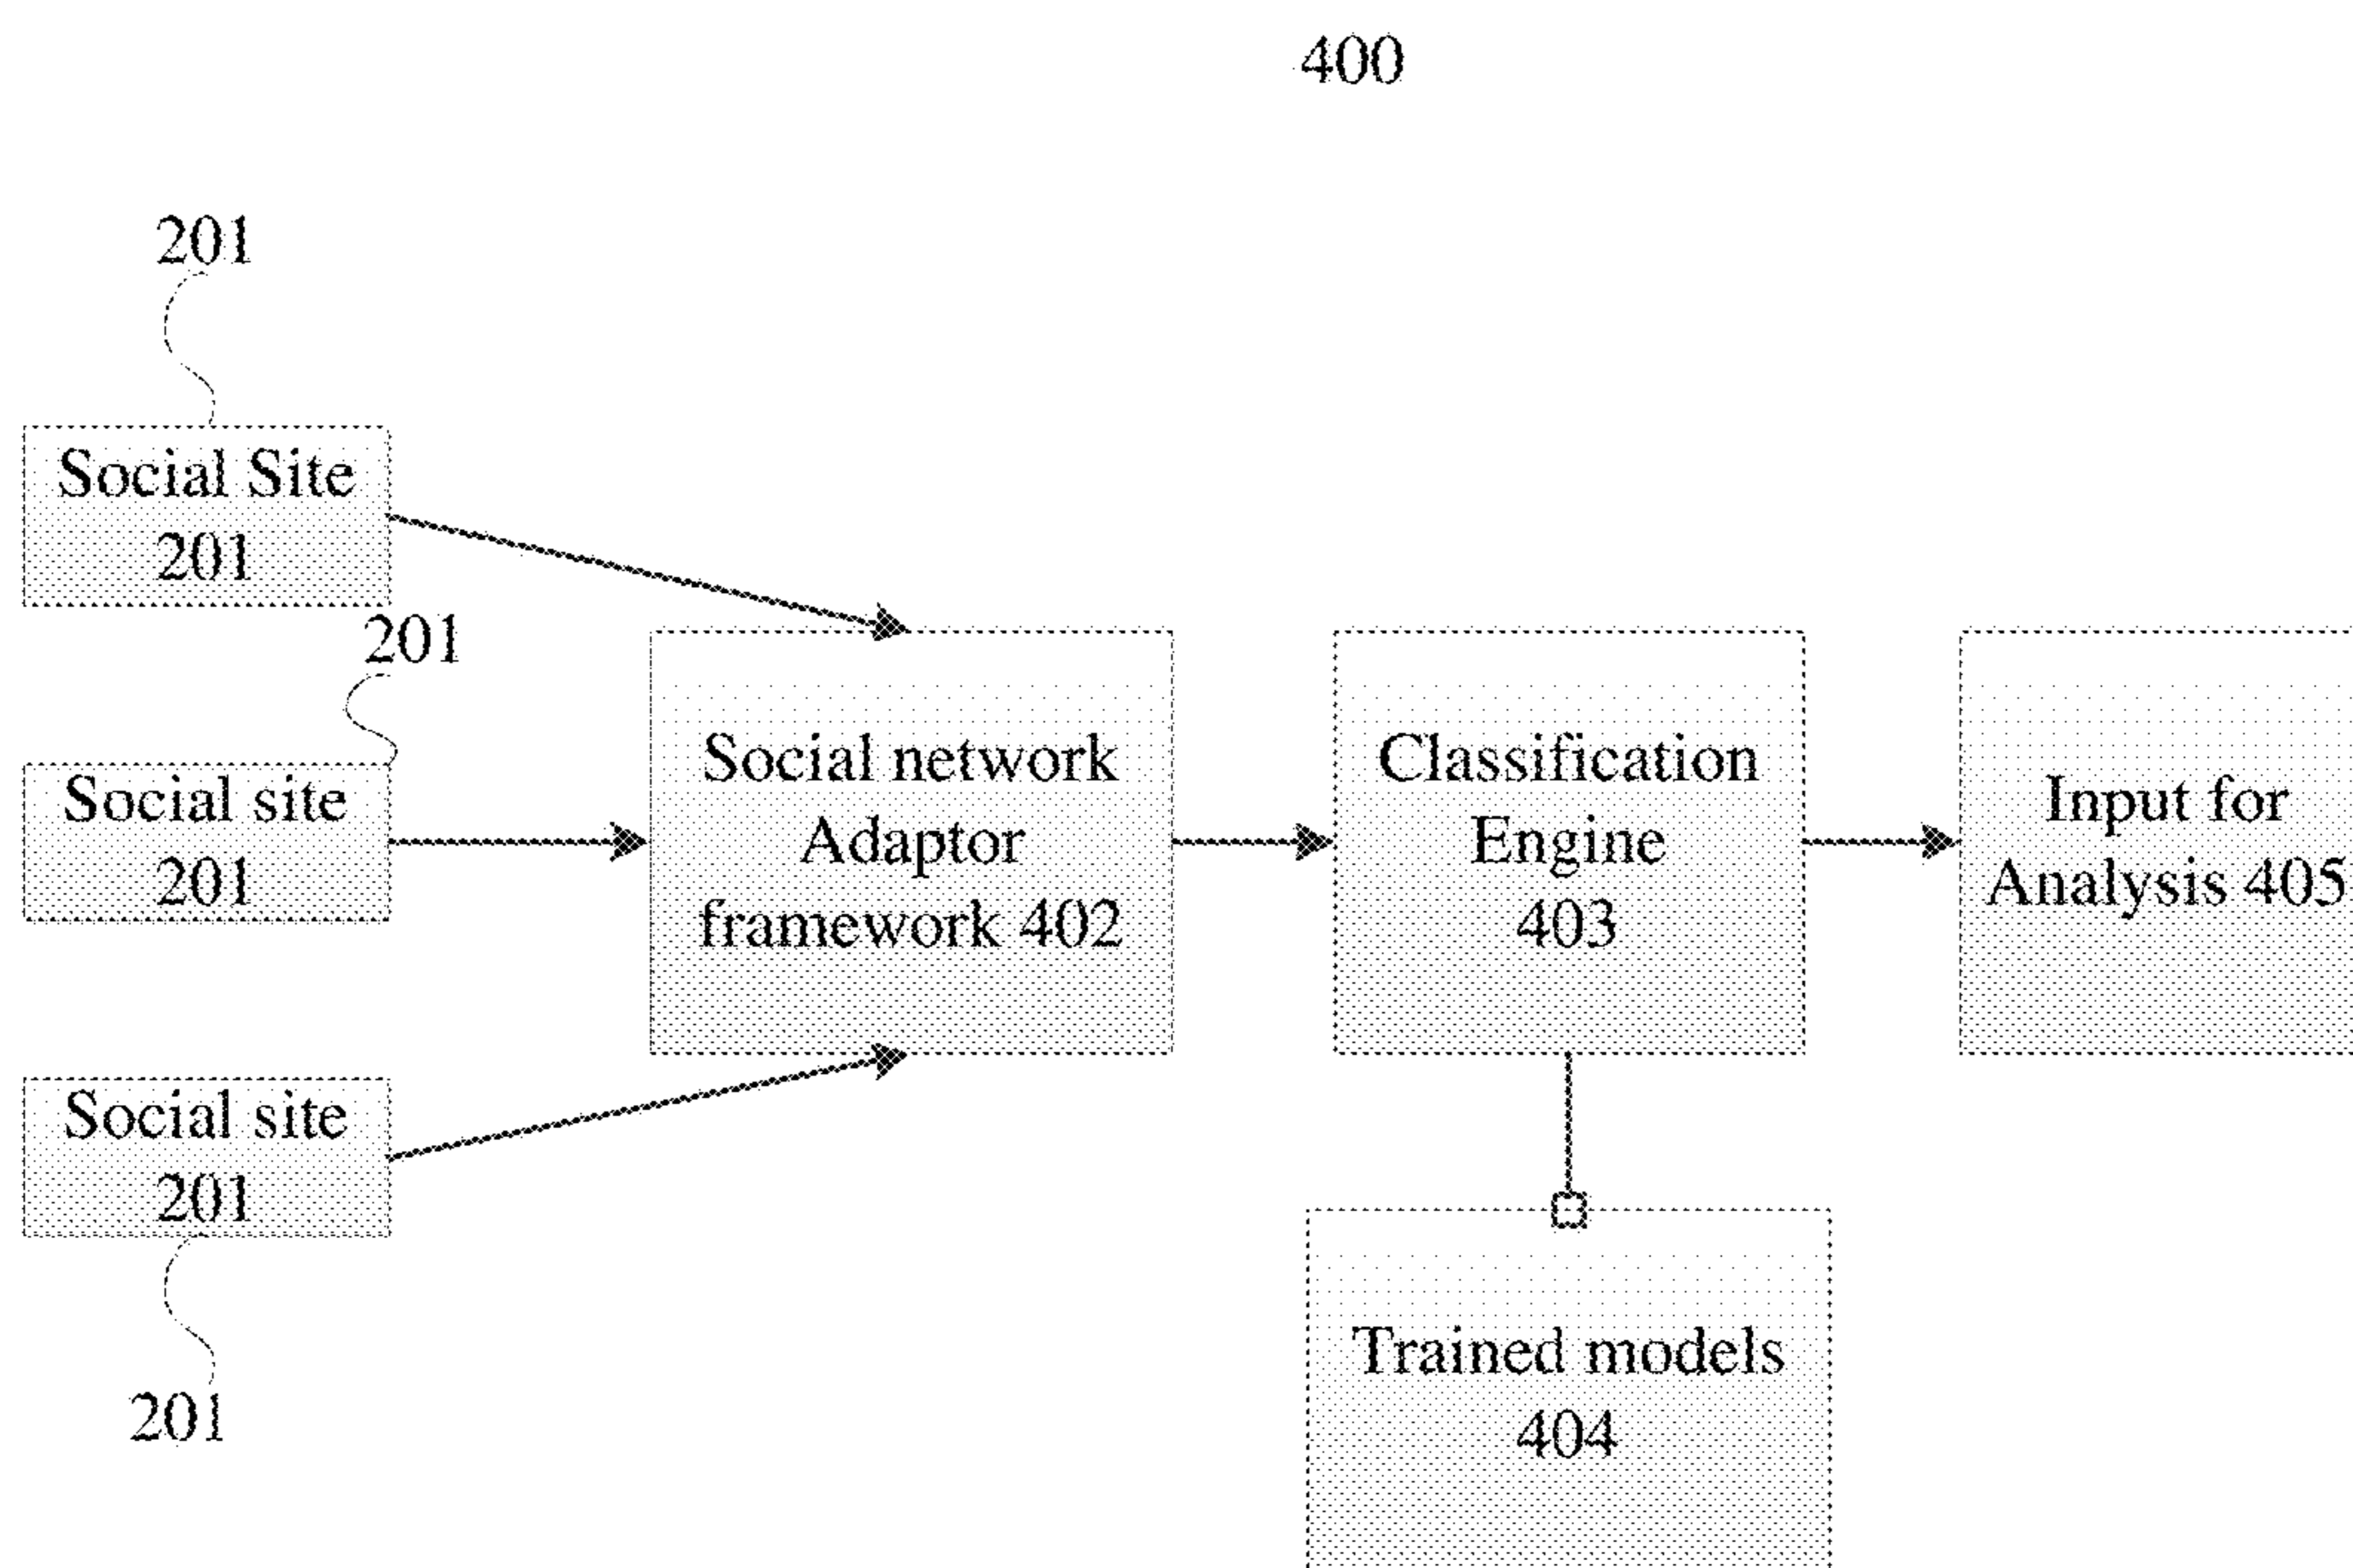 400
201
Social Site
201
201
Social site
201
Social site
201
201
Social network
Adaptor
framework 402
Classification
Engine
403
Input for
Analysis 405
Trained models
404